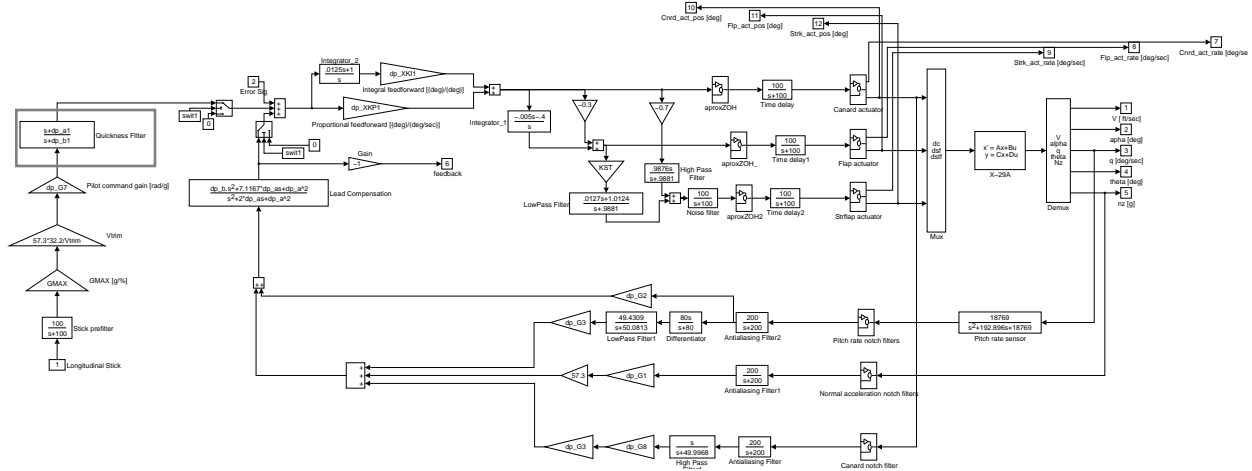 10
Cnrd_act_pos [deg]
11
Flp_act_pos [deg]
12
Strk_act_pos [deg]
7
Cnrd_act_rate [deg/se
8
Flp_act_rate [deg/sec]
9
Strk_act_rate [deg/sec]
Integrator_2
.0125s+1
s
dp_XKI1
Integral feedforward [(deg)/(deg)]
2
Error Sig
dp_XKP1
Proportional feedforward [(deg)/(deg/sec)]
swit1
0
+
+
+
+
+
Integrator_1
-.005s-.4
s
-0.3
-0.7
aproxZOH
100
s+100
Time delay
Canard actuator
s+dp_a1
s+dp_b1
Quickness Filter
swit1
0
Gain
-1
6
feedback
+
+
KST
.9876s
s+.9881
High Pass
Filter
aproxZOH_
100
s+100
Time delay1
Flap actuator
dp_G7
Pilot command gain [rad/g]
dp_b.s²+7.1167*dp_as+dp_a^2
s²+2*dp_as+dp_a^2
Lead Compensation
LowPass Filter
.0127s+1.0124
s+.9881
+
+
100
s+100
Noise filter
aproxZOH2
100
s+100
Time delay2
Strflap actuator
dc
dsf
dstf
Mux
x' = Ax+Bu
y = Cx+Du
X-29A
V
alpha
q
theta
Nz
Demux
1
V [ ft/sec]
2
apha [deg]
3
q [deg/sec]
4
theta [deg]
5
nz [g]
Vtrim
57.3*32.2/Vtrim
GMAX
GMAX [g/%]
100
s+100
Stick prefilter
1
Longitudinal Stick
++
dp_G2
dp_G3
49.4309
s+50.0813
LowPass Filter1
80s
s+80
Differentiator
200
s+200
Antialiasing Filter2
Pitch rate notch filters
18769
s²+192.896s+18769
Pitch rate sensor
+
+
+
57.3
dp_G1
200
s+200
Antialiasing Filter1
Normal acceleration notch filters
dp_G3
dp_G8
s
s+49.9968
High Pass
200
s+200
Antialiasing Filter
Canard notch filter